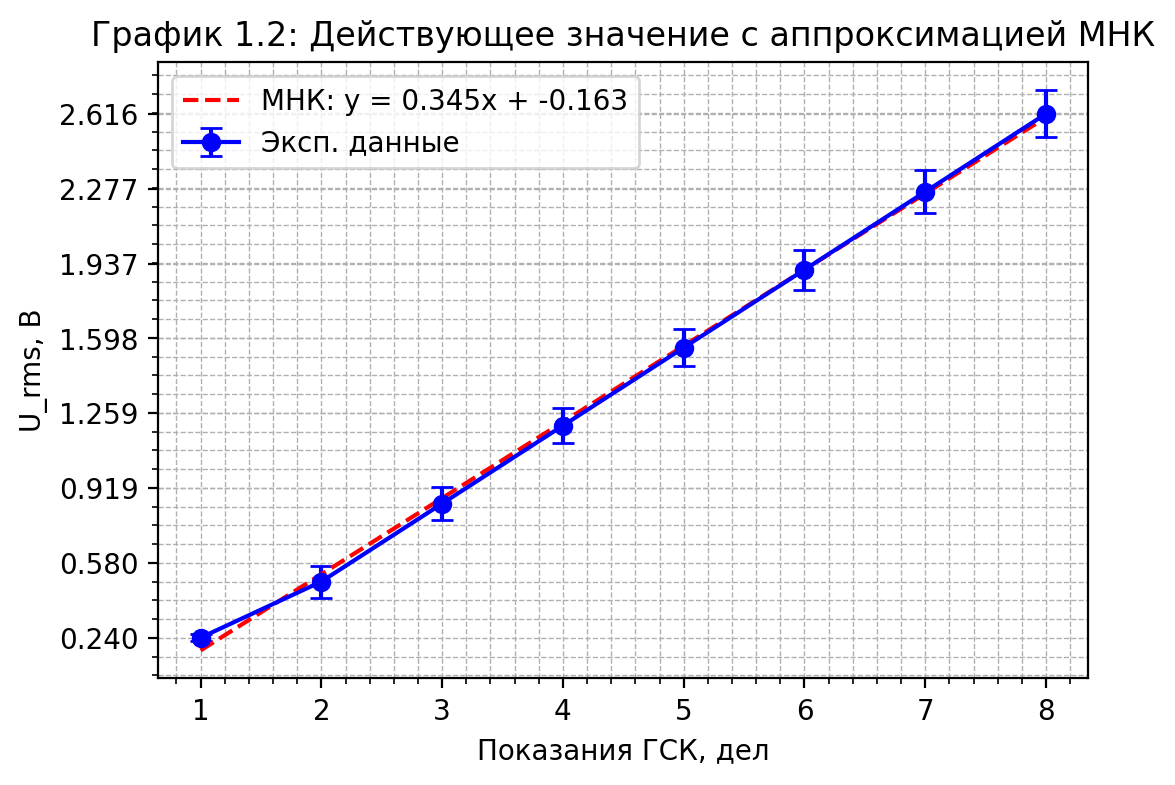 График 1.2: Действующее значение с аппроксимацией МНК
МНК: y = 0.345x + -0.163
Эксп. данные
2.616
2.277
1.937
1.598
1.259
0.919
0.580
0.240
U_rms, В
1 2 3 4 5 6 7 8
Показания ГСК, дел